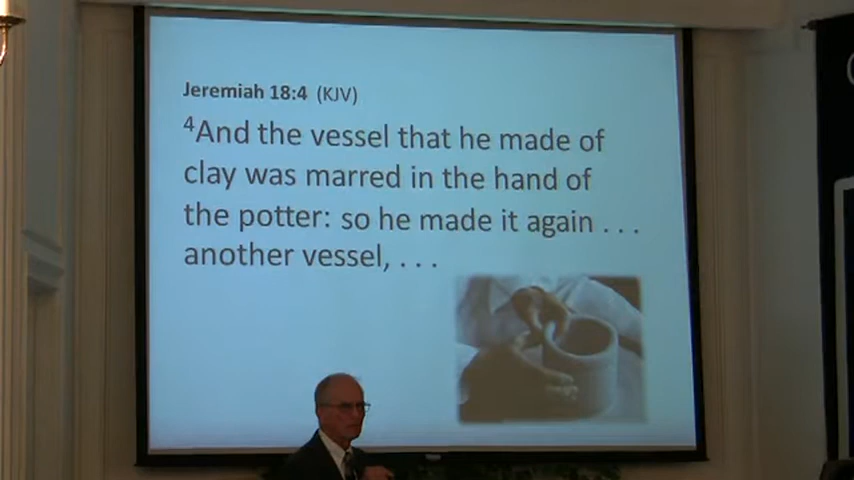 Jeremiah 18:4 (KJV)
4And the vessel that he made of
clay was marred in the hand of
the potter: so he made it again . . .
another vessel, . . .